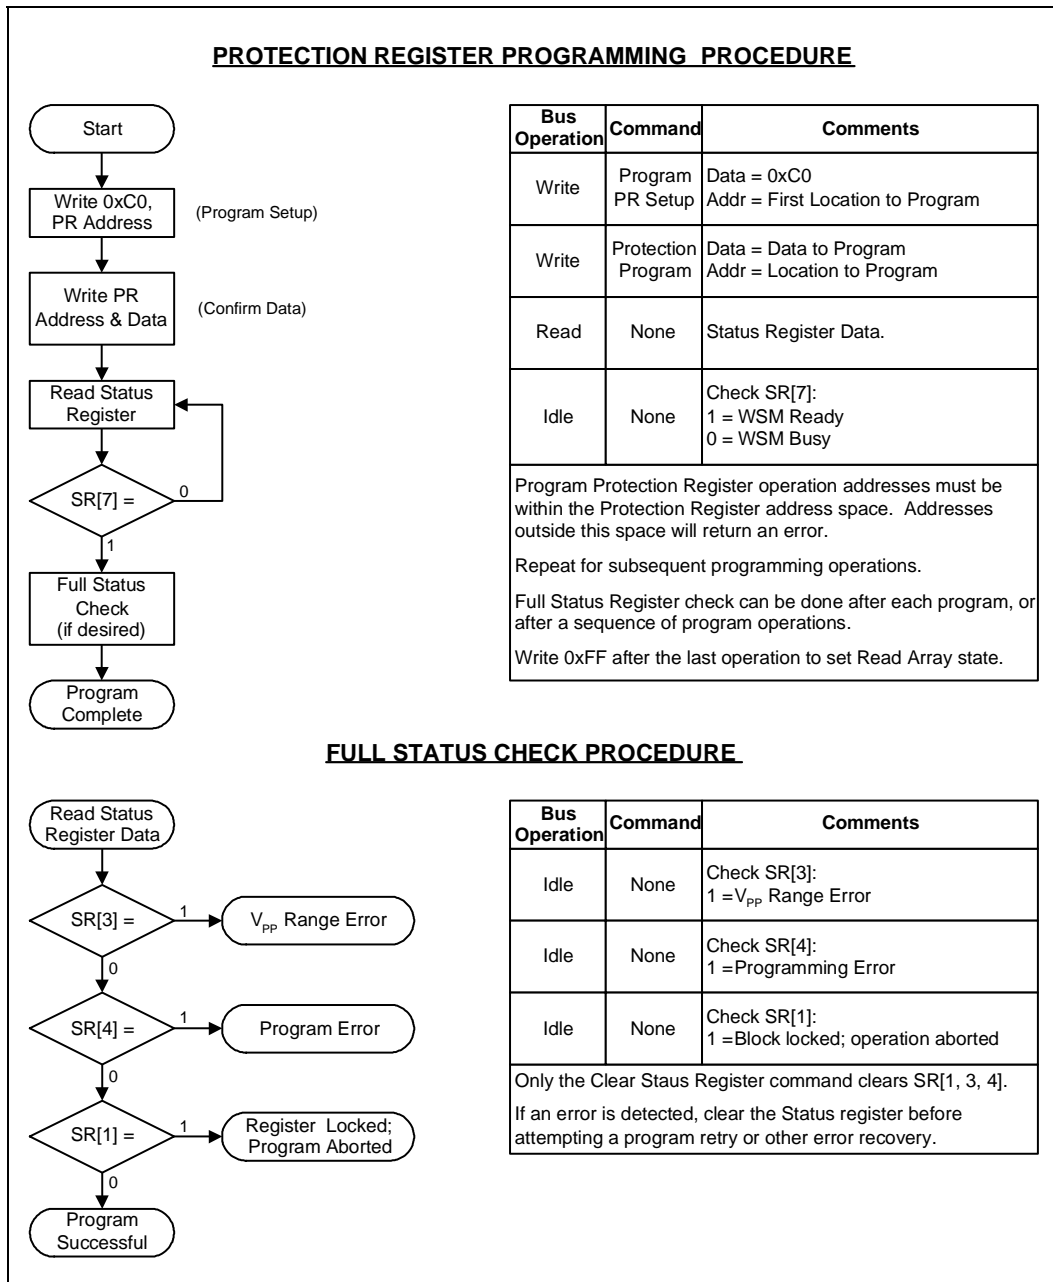 PROTECTION REGISTER PROGRAMMING PROCEDURE
Start
Write 0xC0,
PR Address
(Program Setup)
Write PR
Address & Data
(Confirm Data)
Read Status
Register
SR[7] =
0
1
Full Status
Check
(if desired)
Program
Complete
Bus
Operation
Command
Comments
Write
Program
PR Setup
Data = 0xC0
Addr = First Location to Program
Write
Protection
Program
Data = Data to Program
Addr = Location to Program
Read
None
Status Register Data.
Idle
None
Check SR[7]:
1 = WSM Ready
0 = WSM Busy
Program Protection Register operation addresses must be
within the Protection Register address space. Addresses
outside this space will return an error.
Repeat for subsequent programming operations.
Full Status Register check can be done after each program, or
after a sequence of program operations.
Write 0xFF after the last operation to set Read Array state.
FULL STATUS CHECK PROCEDURE
Read Status
Register Data
SR[3] =
1
VPP Range Error
0
SR[4] =
1
Program Error
0
SR[1] =
1
Register Locked;
Program Aborted
0
Program
Successful
Bus
Operation
Command
Comments
Idle
None
Check SR[3]:
1 =VPP Range Error
Idle
None
Check SR[4]:
1 =Programming Error
Idle
None
Check SR[1]:
1 =Block locked; operation aborted
Only the Clear Staus Register command clears SR[1, 3, 4].
If an error is detected, clear the Status register before
attempting a program retry or other error recovery.